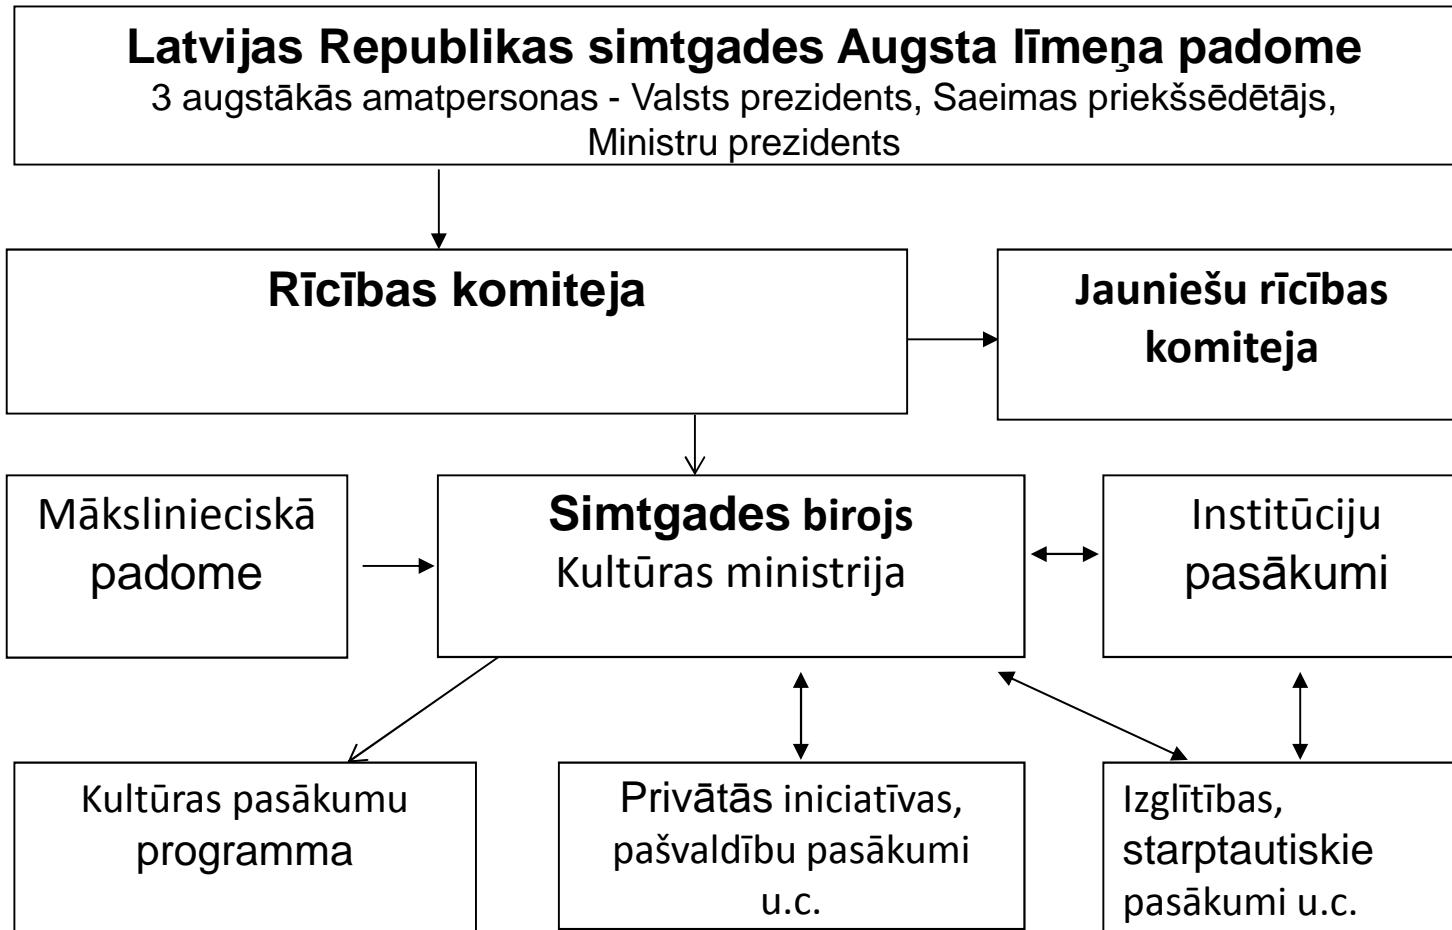 Latvijas Republikas simtgades Augsta līmeņa padome
3 augstākās amatpersonas - Valsts prezidents, Saeimas priekšsēdētājs,
Ministru prezidents
Rīcības komiteja
Jauniešu rīcības
komiteja
Mākslinieciskā
padome
Simtgades birojs
Kultūras ministrija
Institūciju
pasākumi
Kultūras pasākumu
programma
Privātās iniciatīvas,
pašvaldību pasākumi
u.c.
Izglītības,
starptautiskie
pasākumi u.c.